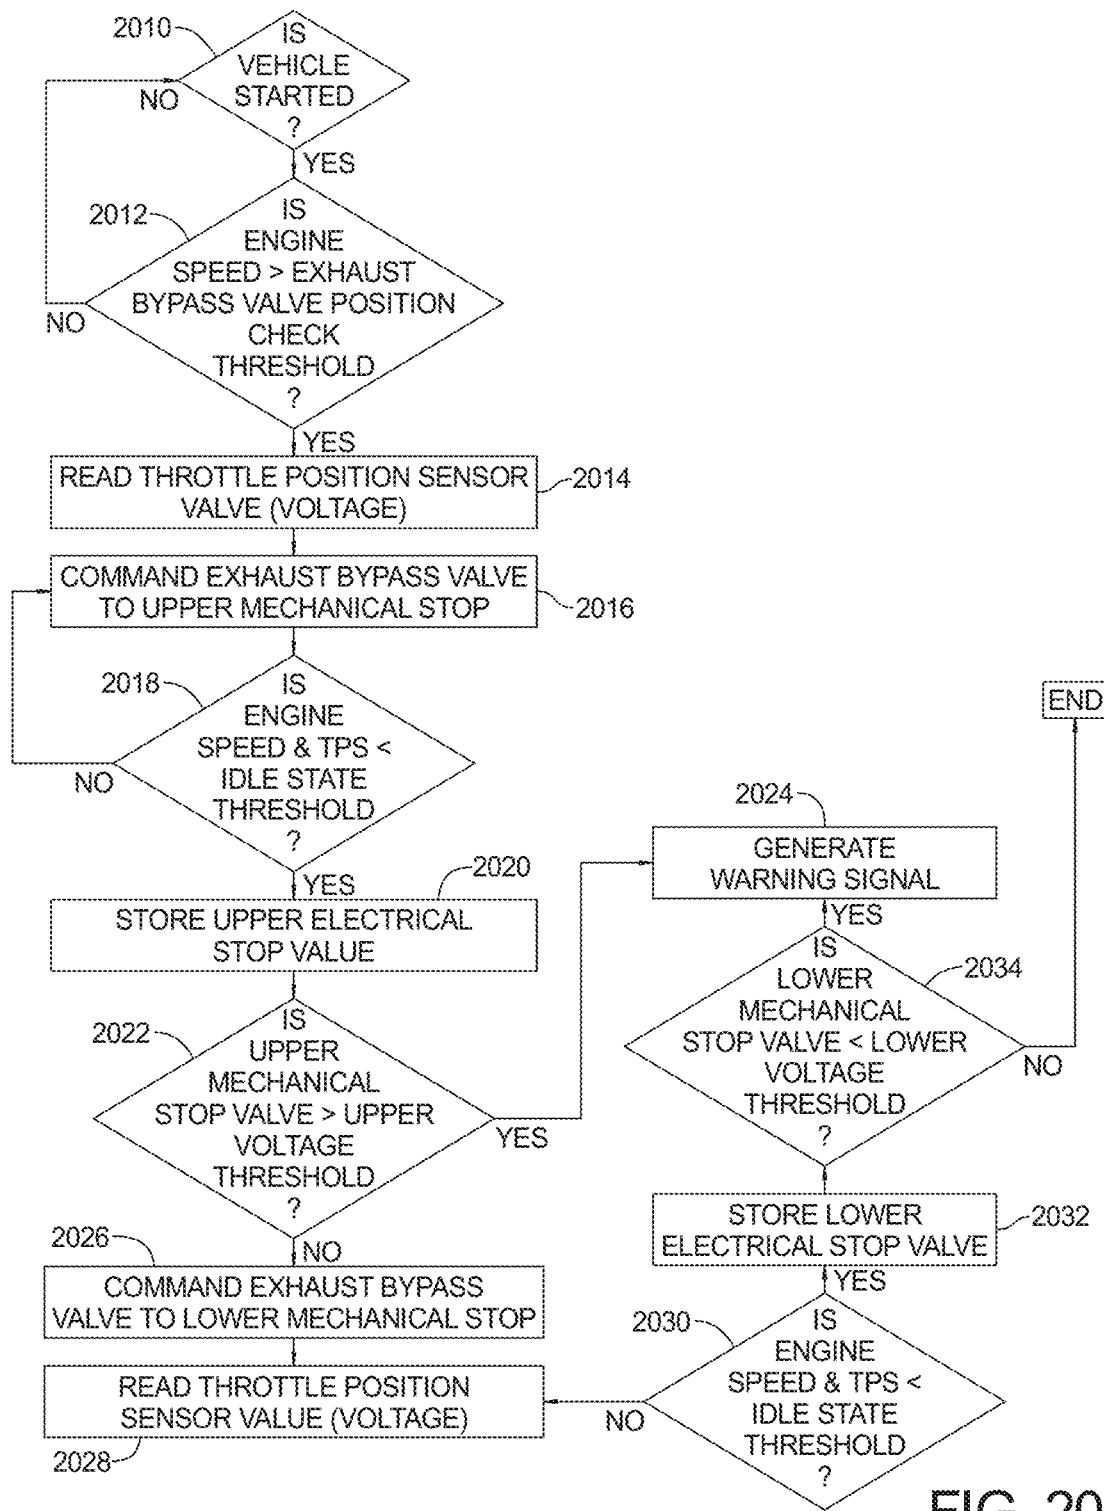 2010
IS
VEHICLE
STARTED
?
NO
YES
2012
IS
ENGINE
SPEED > EXHAUST
BYPASS VALVE POSITION
CHECK
THRESHOLD
?
NO
YES
READ THROTTLE POSITION SENSOR
VALVE (VOLTAGE)
2014
COMMAND EXHAUST BYPASS VALVE
TO UPPER MECHANICAL STOP
2016
2018
IS
ENGINE
SPEED & TPS <
IDLE STATE
THRESHOLD
?
NO
YES
2020
STORE UPPER ELECTRICAL
STOP VALUE
2022
IS
UPPER
MECHANICAL
STOP VALVE > UPPER
VOLTAGE
THRESHOLD
?
YES
NO
2026
COMMAND EXHAUST BYPASS
VALVE TO LOWER MECHANICAL STOP
READ THROTTLE POSITION
SENSOR VALUE (VOLTAGE)
2028
END
2024
GENERATE
WARNING SIGNAL
YES
IS
LOWER
MECHANICAL
STOP VALVE < LOWER
VOLTAGE
THRESHOLD
?
2034
NO
STORE LOWER
ELECTRICAL STOP VALVE
2032
YES
2030
IS
ENGINE
SPEED & TPS <
IDLE STATE
THRESHOLD
?
NO
FIG. 20